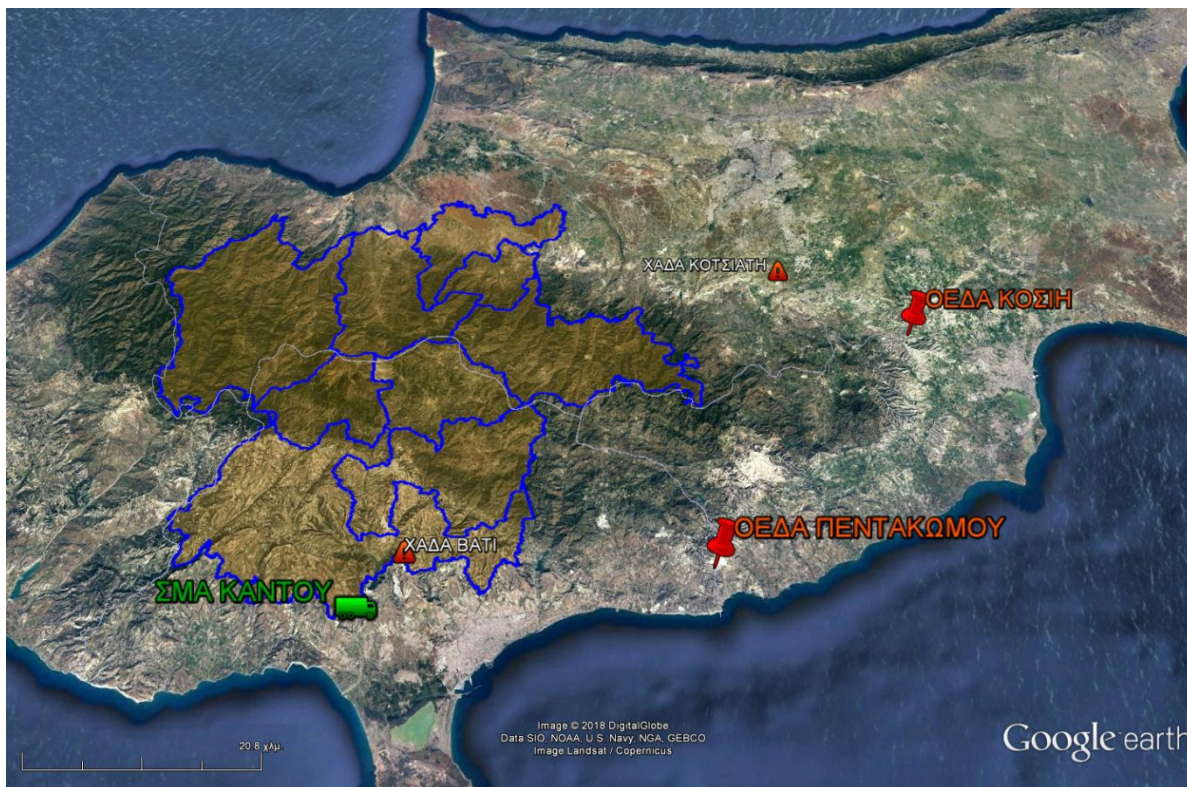 ΧΑΔΑ ΚΟΤΣΙΑΤΗ
ΟΕΔΑ ΚΟΣΙΗ
ΟΕΔΑ ΠΕΝΤΑΚΩΜΟΥ
ΧΑΔΑ ΒΑΤΙ
ΣΜΑ ΚΑΝΤΟΥ
20.8 χλμ.
Image © 2018 DigitalGlobe
Data SIO, NOAA, U.S. Navy, NGA, GEBCO
Image Landsat / Copernicus
Google earth